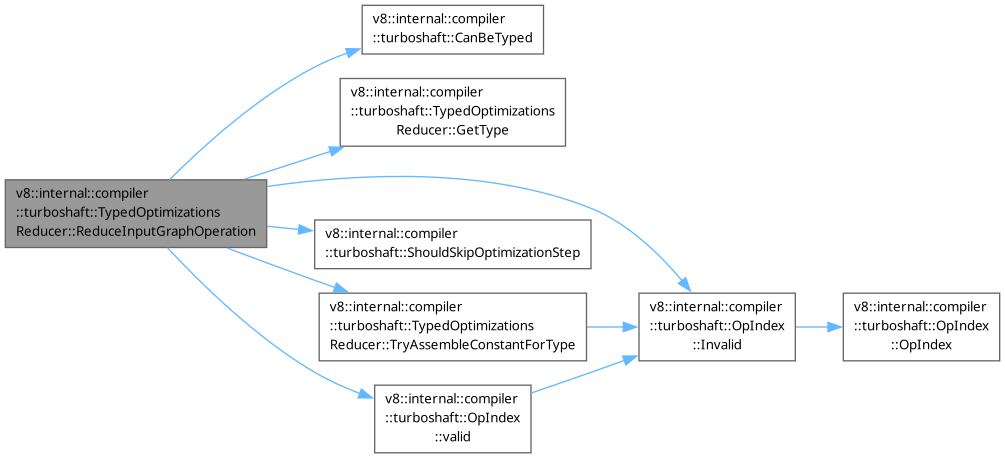 v8::internal::compiler
::turboshaft::CanBeTyped
v8::internal::compiler
::turboshaft::TypedOptimizations
Reducer::GetType
v8::internal::compiler
::turboshaft::TypedOptimizations
Reducer::ReduceInputGraphOperation
v8::internal::compiler
::turboshaft::ShouldSkipOptimizationStep
v8::internal::compiler
::turboshaft::TypedOptimizations
Reducer::TryAssembleConstantForType
v8::internal::compiler
::turboshaft::OpIndex
::Invalid
v8::internal::compiler
::turboshaft::OpIndex
::OpIndex
v8::internal::compiler
::turboshaft::OpIndex
::valid